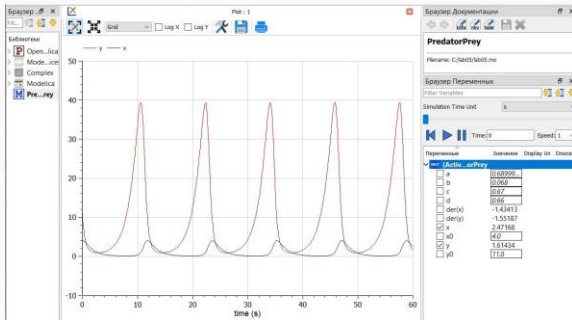 Браузер ...
Библиотеки
Open...lica
Mode...ices
Complex
Modelica
Pre...rey
Plot : 1
Grid
Log X
Log Y
y
x
50
40
30
20
10
0
-10
0
10
20
30
40
50
60
time (s)
Браузер Документации
PredatorPrey
Filename: C:/lab05/lab05.mo
Браузер Переменных
Filter Variables
Simulation Time Unit
s
Time: 0
Speed: 1
Переменные
Значение
Display Un
Описа
(Activ...orPrey
a
0.68999...
b
0.068
c
0.67
d
0.66
der(x)
-1.43413
der(y)
-1.55187
x
2.47168
x0
4.0
y
1.61434
y0
11.0